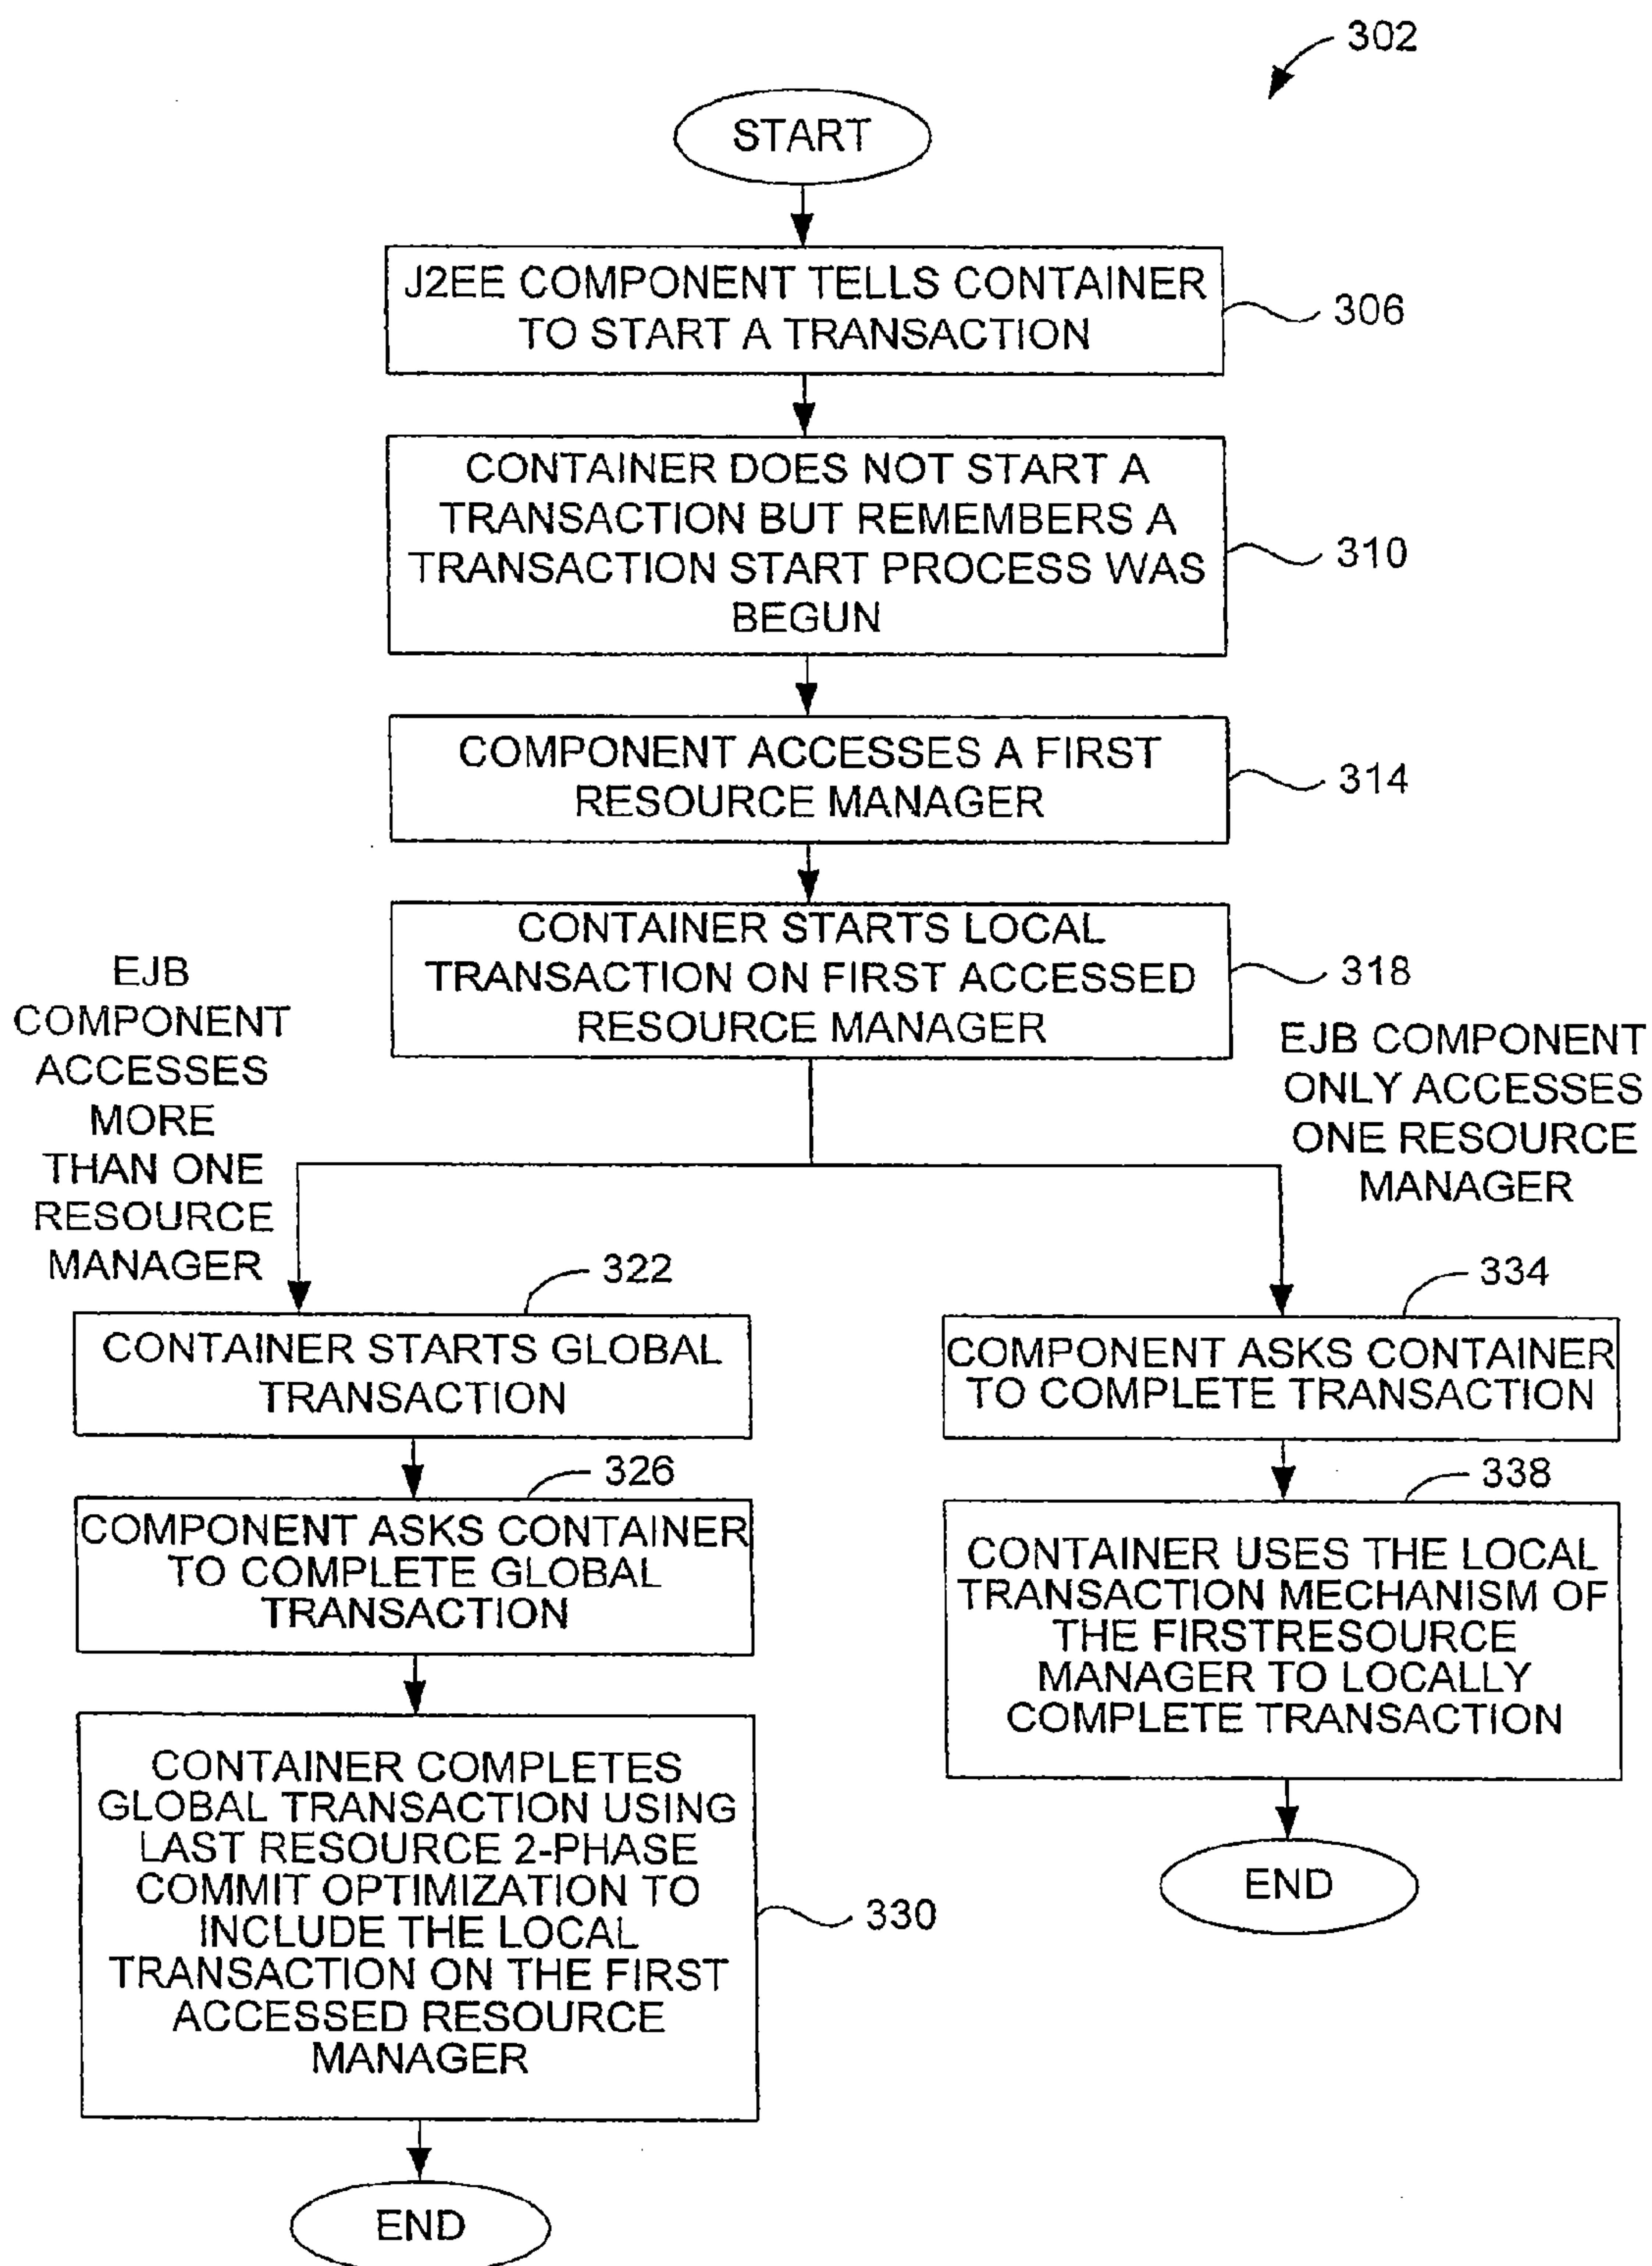 302
START
J2EE COMPONENT TELLS CONTAINER
TO START A TRANSACTION
306
CONTAINER DOES NOT START A
TRANSACTION BUT REMEMBERS A
TRANSACTION START PROCESS WAS
BEGUN
310
COMPONENT ACCESSES A FIRST
RESOURCE MANAGER
314
CONTAINER STARTS LOCAL
TRANSACTION ON FIRST ACCESSED
RESOURCE MANAGER
318
EJB
COMPONENT
ACCESSES
MORE
THAN ONE
RESOURCE
MANAGER
EJB COMPONENT
ONLY ACCESSES
ONE RESOURCE
MANAGER
322
CONTAINER STARTS GLOBAL
TRANSACTION
326
COMPONENT ASKS CONTAINER
TO COMPLETE GLOBAL
TRANSACTION
CONTAINER COMPLETES
GLOBAL TRANSACTION USING
LAST RESOURCE 2-PHASE
COMMIT OPTIMIZATION TO
INCLUDE THE LOCAL
TRANSACTION ON THE FIRST
ACCESSED RESOURCE
MANAGER
330
END
334
COMPONENT ASKS CONTAINER
TO COMPLETE TRANSACTION
338
CONTAINER USES THE LOCAL
TRANSACTION MECHANISM OF
THE FIRSTRESOURCE
MANAGER TO LOCALLY
COMPLETE TRANSACTION
END